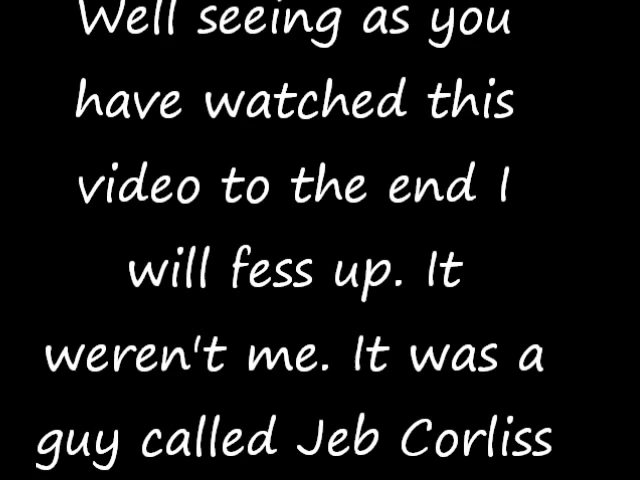 Well seeing as you
have watched this
video to the end I
will fess up. It
weren't me. It was a
guy called Jeb Corliss